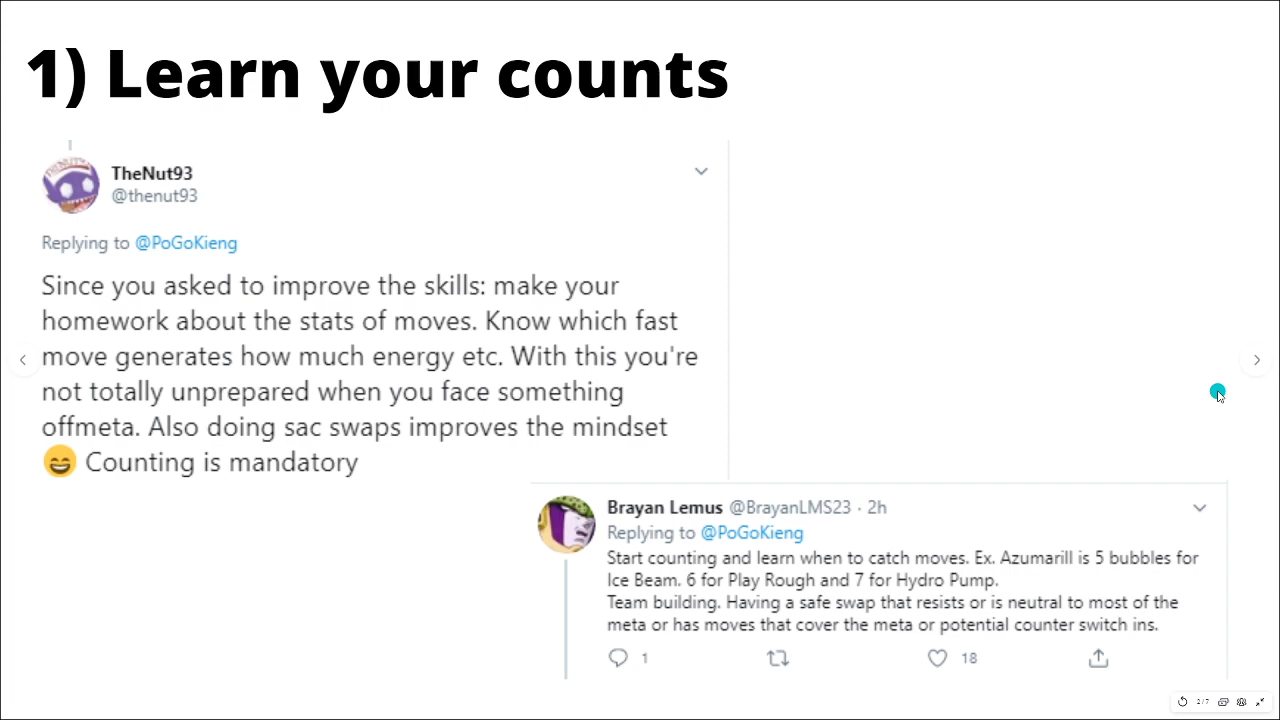 1) Learn your counts
TheNut93
@thenut93
Replying to @PoGoKieng
Since you asked to improve the skills: make your
homework about the stats of moves. Know which fast
move generates how much energy etc. With this you're
not totally unprepared when you face something
offmeta. Also doing sac swaps improves the mindset
😄 Counting is mandatory
Brayan Lemus @BrayanLMS23 · 2h
Replying to @PoGoKieng
Start counting and learn when to catch moves. Ex. Azumarill is 5 bubbles for
Ice Beam. 6 for Play Rough and 7 for Hydro Pump.
Team building. Having a safe swap that resists or is neutral to most of the
meta or has moves that cover the meta or potential counter switch ins.
1 18
2/7